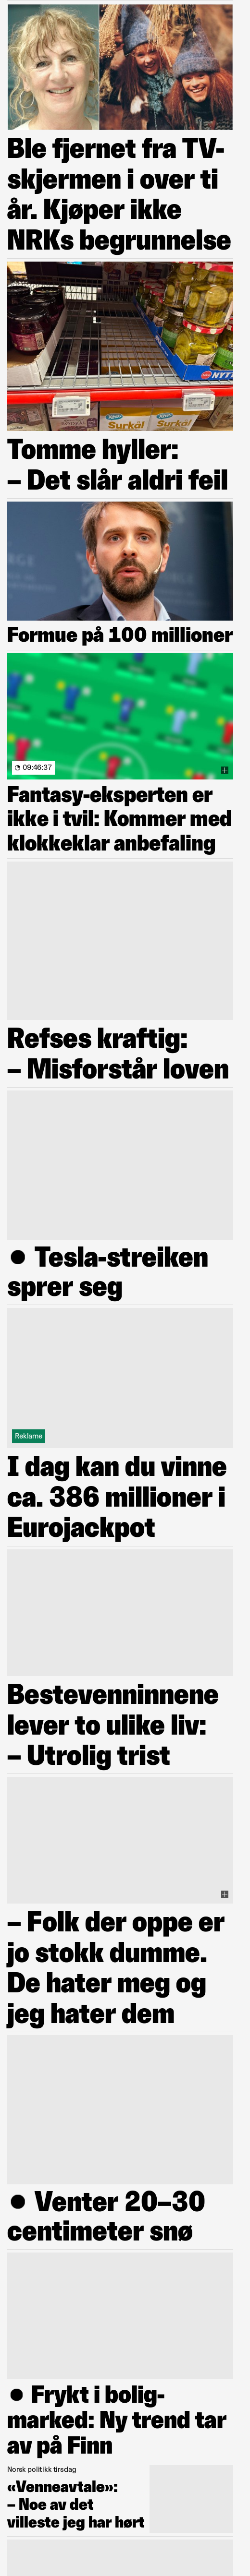 Ble fjernet fra TV-
skjermen i over ti
år. Kjøper ikke
NRKs begrunnelse
Surkål
Surkål
Tomme hyller:
– Det slår aldri feil
Formue på 100 millioner
09:46:37
Fantasy-eksperten er
ikke i tvil: Kommer med
klokkeklar anbefaling
Refses kraftig:
– Misforstår loven
● Tesla-streiken
sprer seg
Reklame
I dag kan du vinne
ca. 386 millioner i
Eurojackpot
Bestevenninnene
lever to ulike liv:
– Utrolig trist
– Folk der oppe er
jo stokk dumme.
De hater meg og
jeg hater dem
● Venter 20–30
centimeter snø
● Frykt i bolig-
marked: Ny trend tar
av på Finn
Norsk politikk tirsdag
«Venneavtale»:
– Noe av det
villeste jeg har hørt